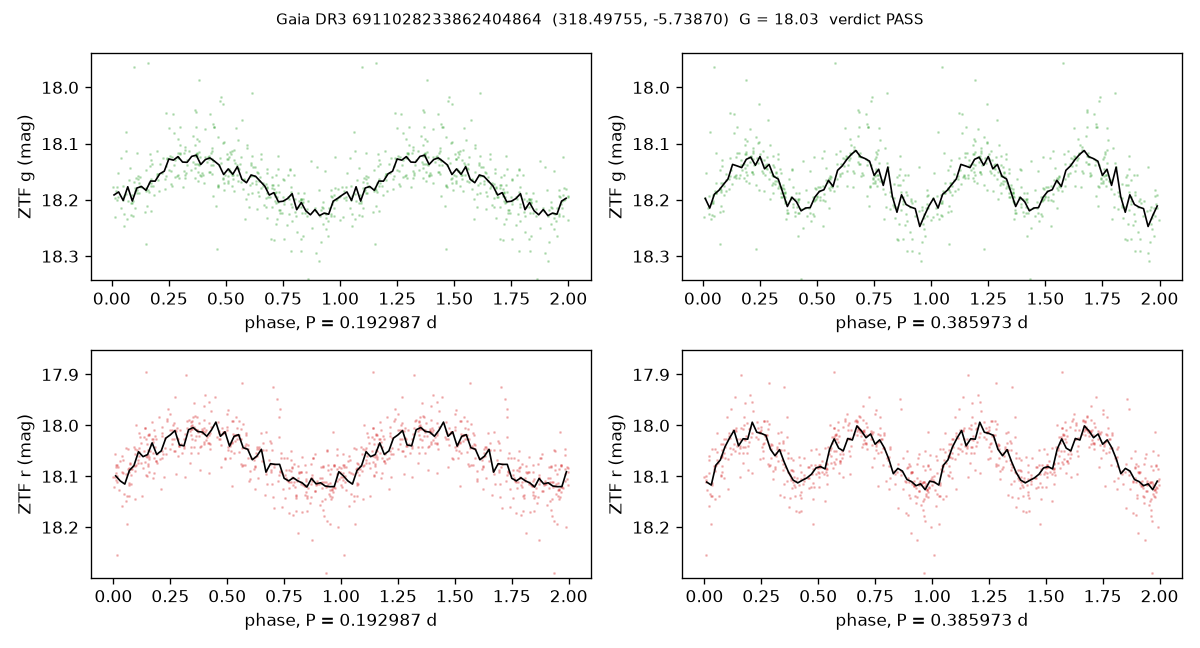 Gaia DR3 6911028233862404864 (318.49755, -5.73870) G = 18.03 verdict PASS
ZTF g (mag)
18.0
18.1
18.2
18.3
0.00 0.25 0.50 0.75 1.00 1.25 1.50 1.75 2.00
phase, P = 0.192987 d
ZTF g (mag)
18.0
18.1
18.2
18.3
0.00 0.25 0.50 0.75 1.00 1.25 1.50 1.75 2.00
phase, P = 0.385973 d
ZTF r (mag)
17.9
18.0
18.1
18.2
0.00 0.25 0.50 0.75 1.00 1.25 1.50 1.75 2.00
phase, P = 0.192987 d
ZTF r (mag)
17.9
18.0
18.1
18.2
0.00 0.25 0.50 0.75 1.00 1.25 1.50 1.75 2.00
phase, P = 0.385973 d